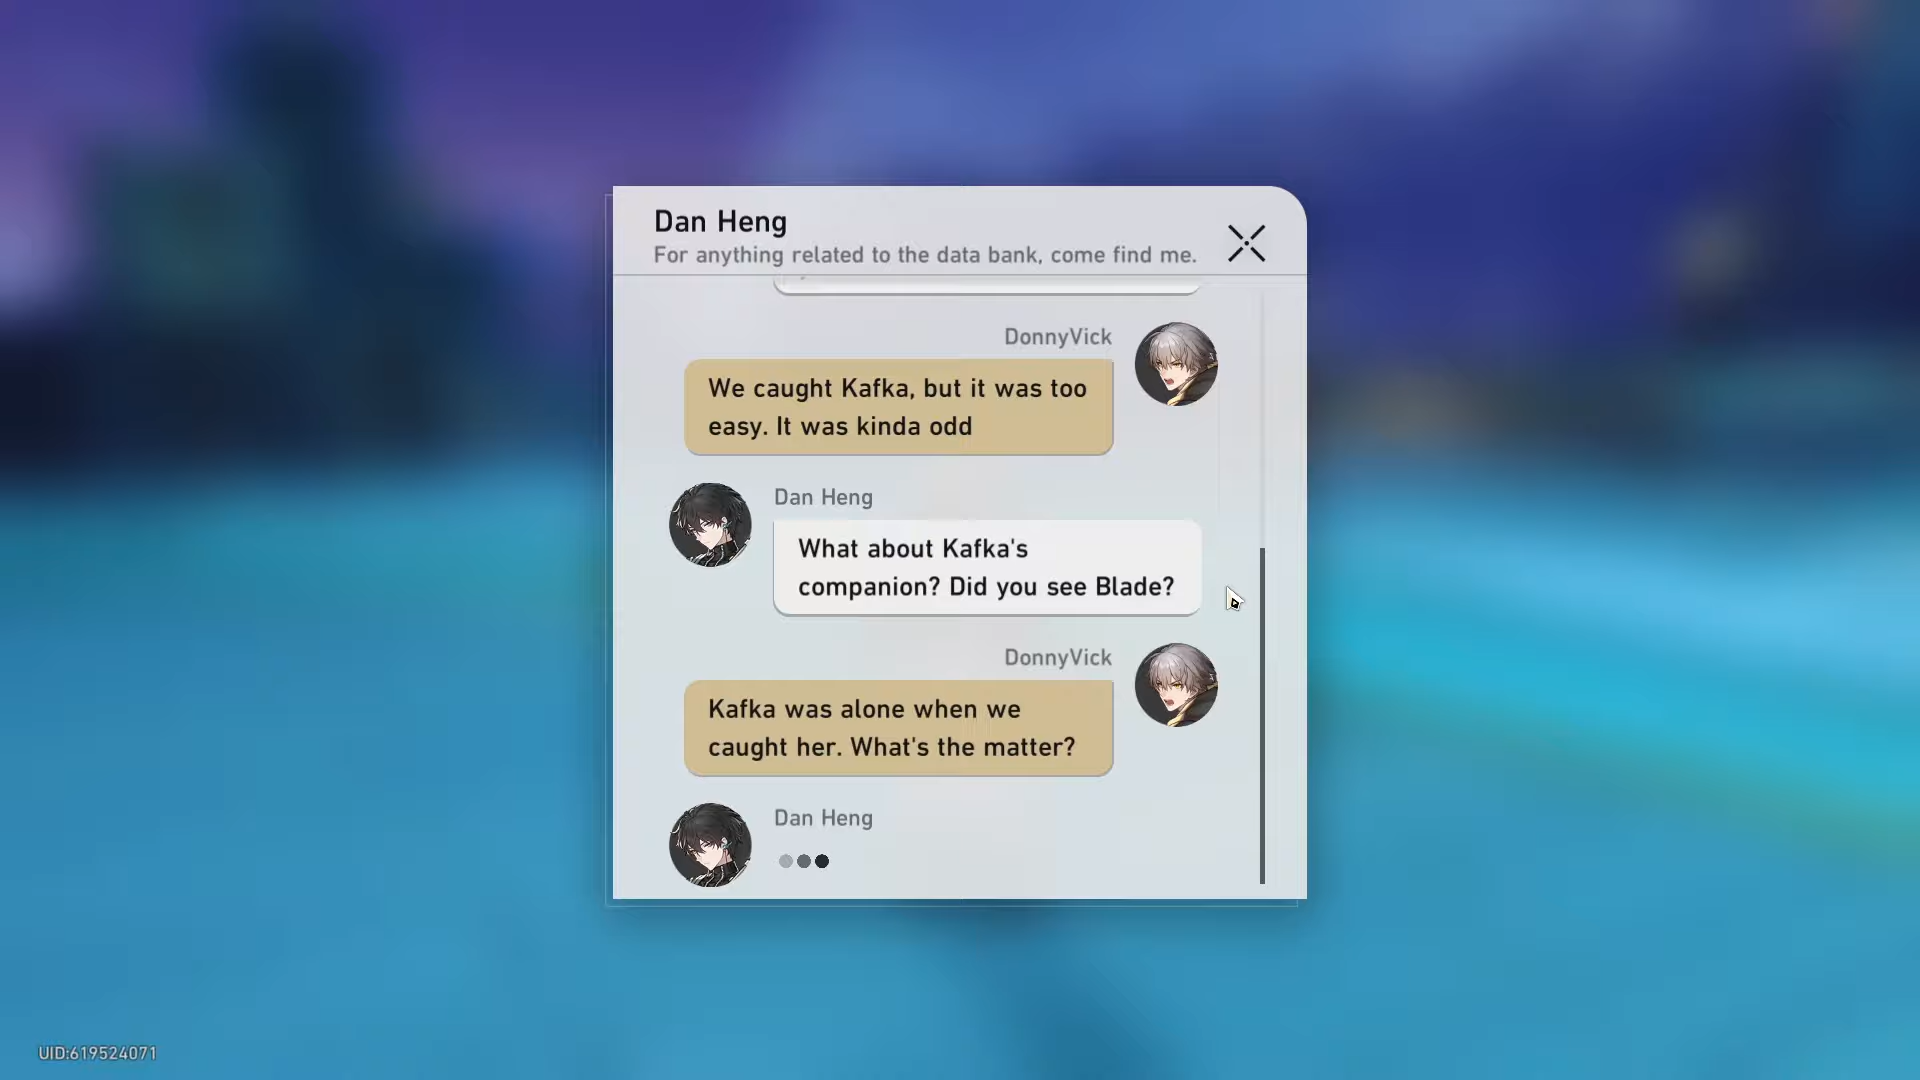 Dan Heng
For anything related to the data bank, come find me.
DonnyVick
We caught Kafka, but it was too
easy. It was kinda odd
Dan Heng
What about Kafka's
companion? Did you see Blade?
DonnyVick
Kafka was alone when we
caught her. What's the matter?
Dan Heng
UID:619524071